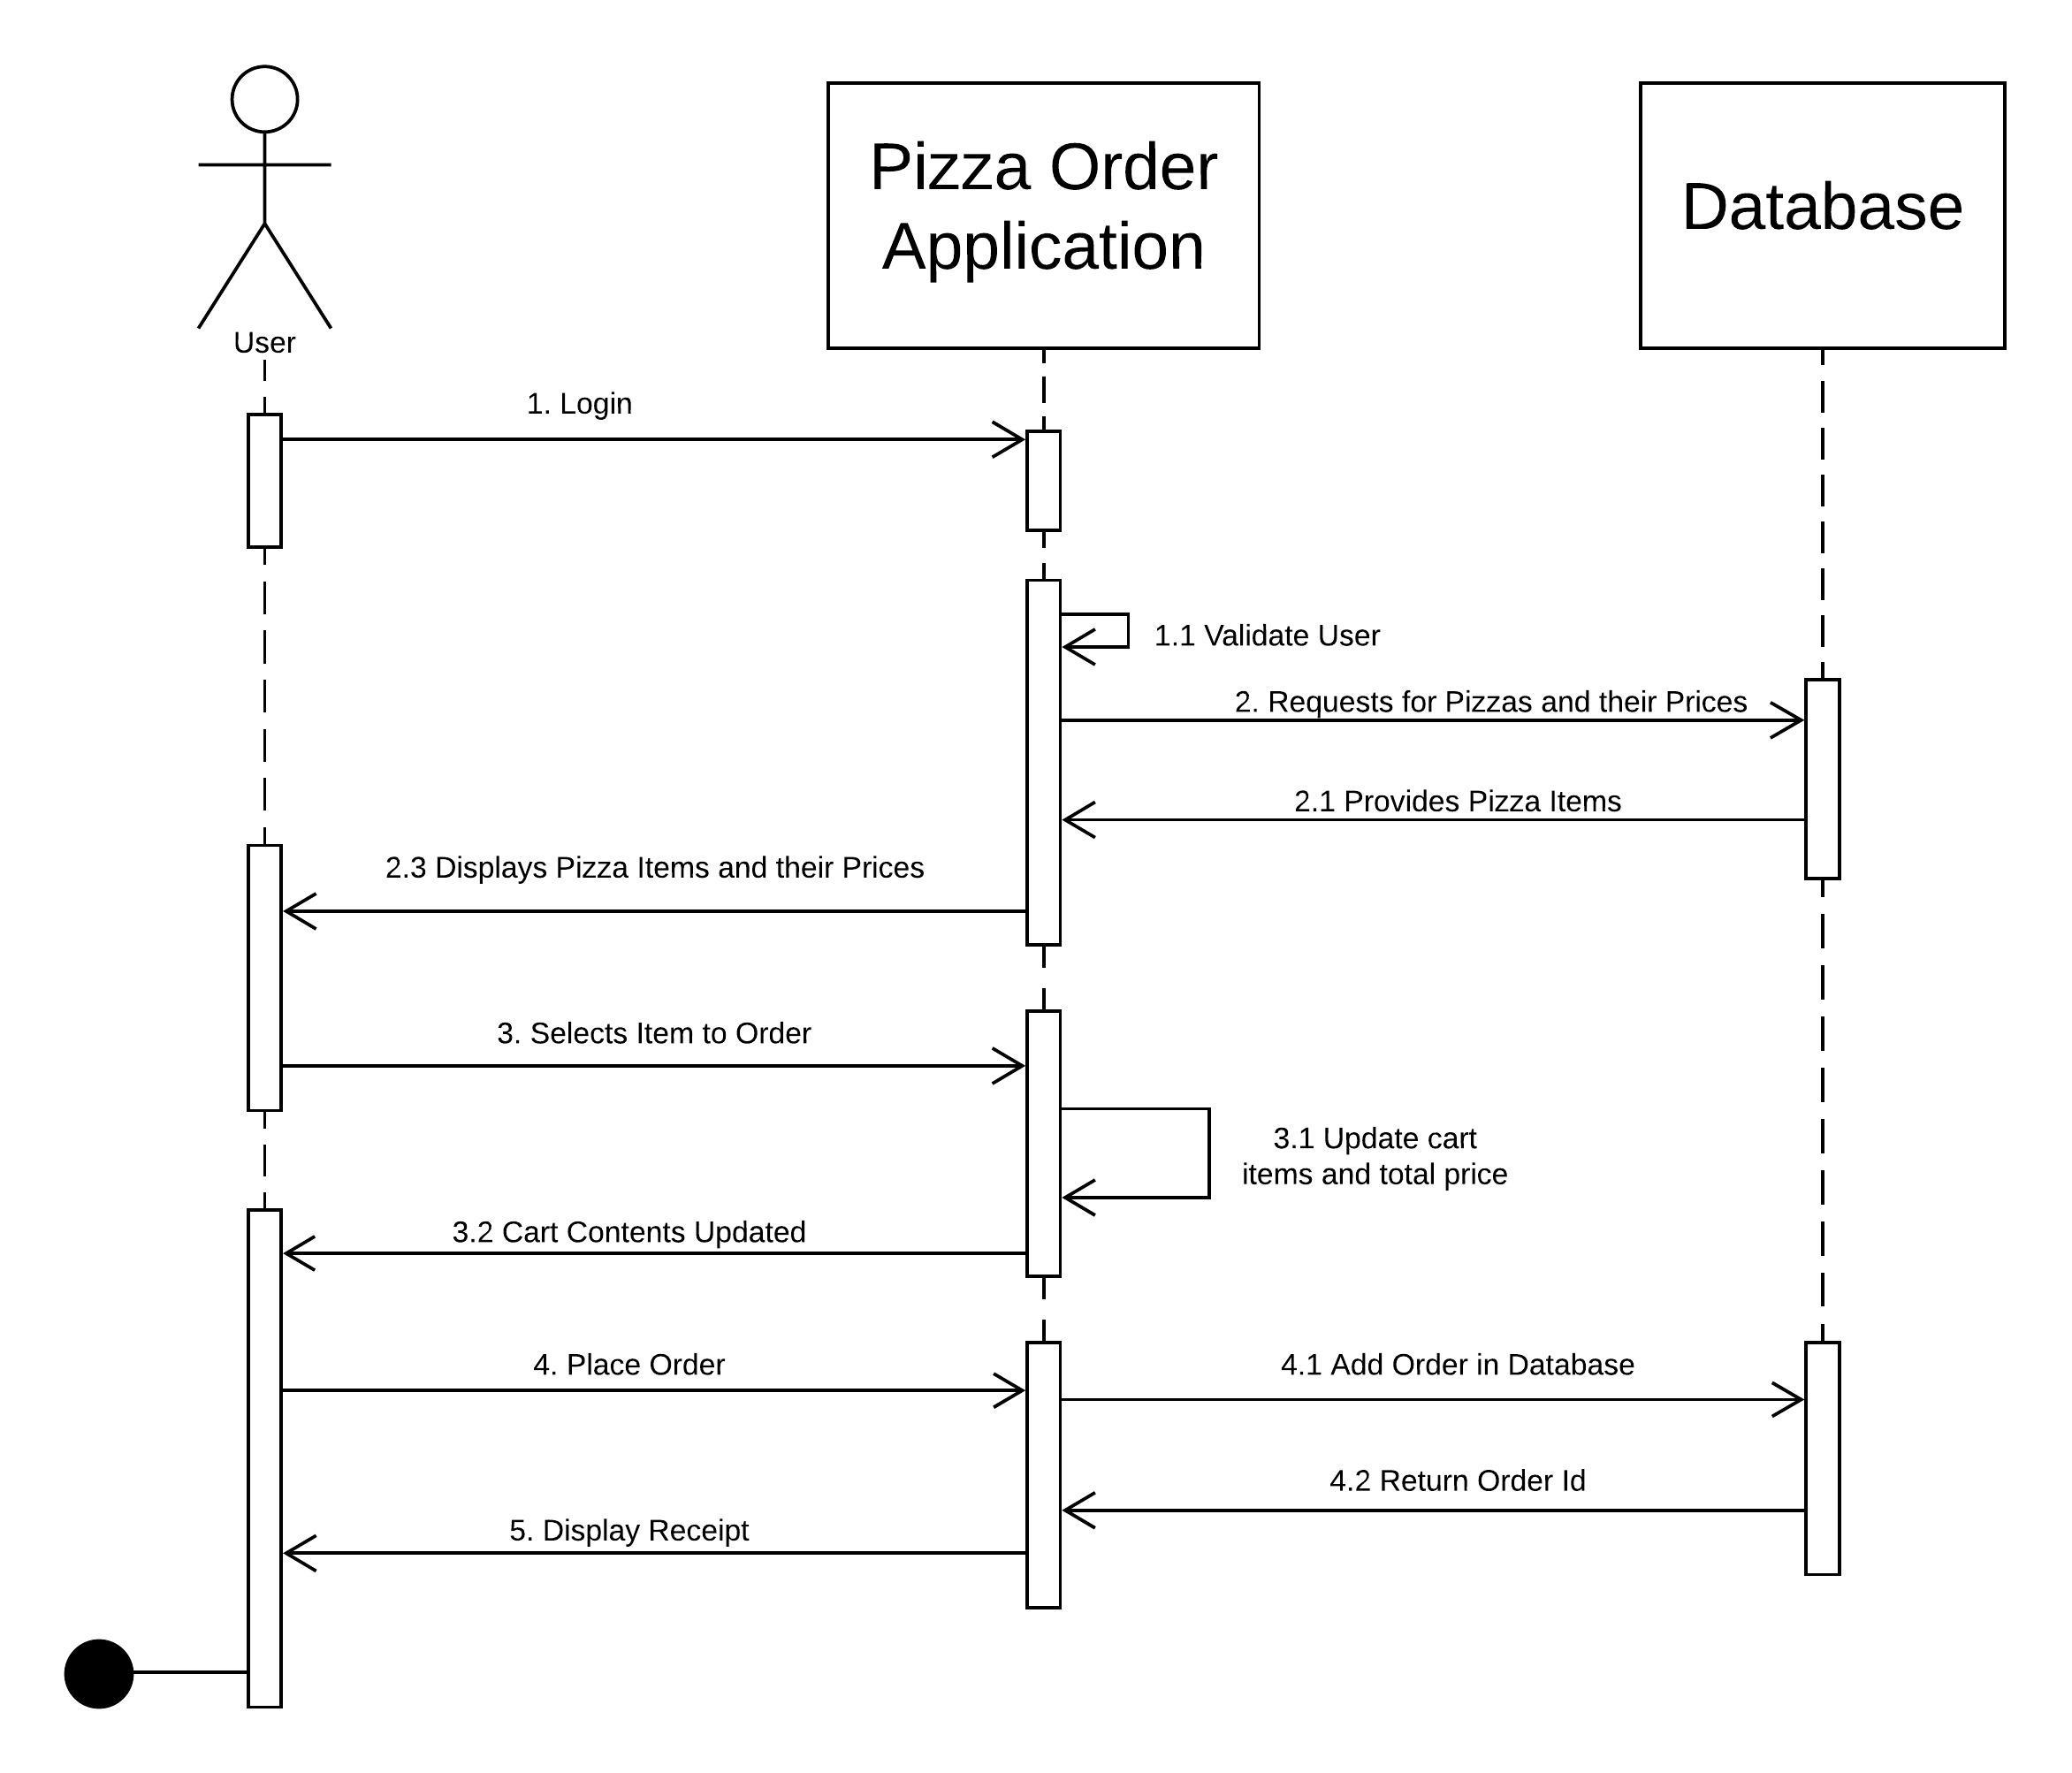 Pizza Order
Application
Database
User
1. Login
1.1 Validate User
2. Requests for Pizzas and their Prices
2.1 Provides Pizza Items
2.3 Displays Pizza Items and their Prices
3. Selects Item to Order
3.1 Update cart
items and total price
3.2 Cart Contents Updated
4. Place Order
4.1 Add Order in Database
4.2 Return Order Id
5. Display Receipt